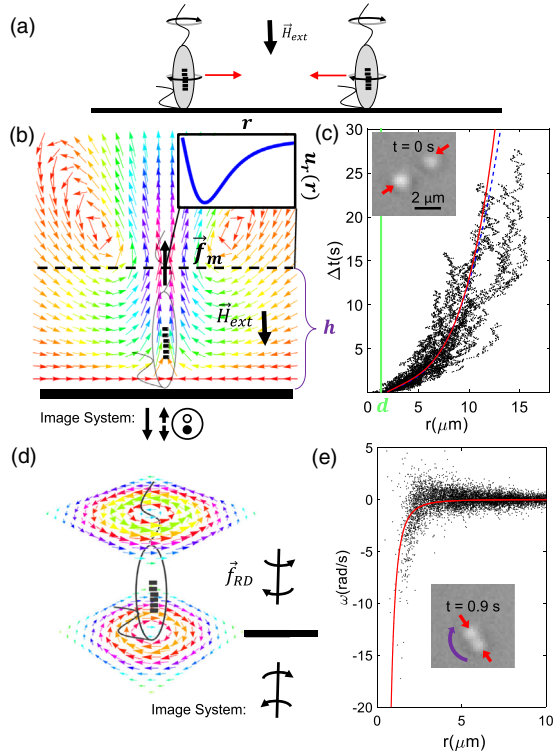 (a)
H⃗ext
(b)
r
uᵣ(r)
f⃗m
H⃗ext
h
Image System:
(c)
30
25
20
15
10
5
0
Δt(s)
t = 0 s
2 μm
0
d
5
10
15
r(μm)
(d)
f⃗RD
Image System:
(e)
5
0
-5
-10
-15
-20
ω(rad/s)
t = 0.9 s
0
5
10
r(μm)